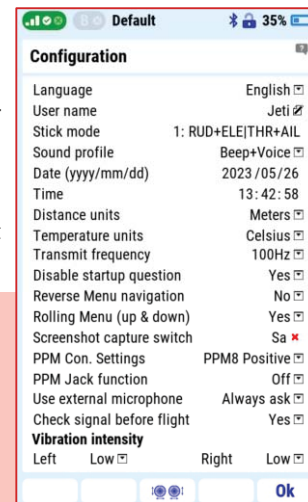 B Default 35%
Configuration
Language English
User name Jeti
Stick mode 1: RUD+ELE|THR+AIL
Sound profile Beep+Voice
Date (yyyy/mm/dd) 2023/05/26
Time 13:42:58
Distance units Meters
Temperature units Celsius
Transmit frequency 100Hz
Disable startup question Yes
Reverse Menu navigation No
Rolling Menu (up & down) Yes
Screenshot capture switch Sa ×
PPM Con. Settings PPM8 Positive
PPM Jack function Off
Use external microphone Always ask
Check signal before flight Yes
Vibration intensity
Left Low Right Low
Ok